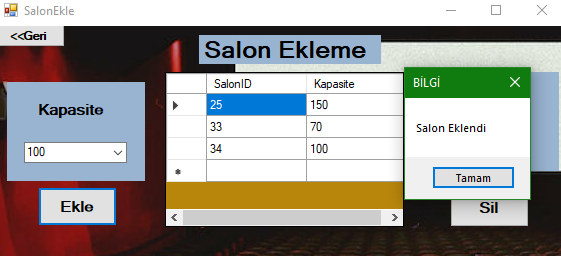 SalonEkle
<<Geri
Salon Ekleme
Kapasite
100
Ekle
SalonID Kapasite
25 150
33 70
34 100
BİLGİ
Salon Eklendi
Tamam
Sil